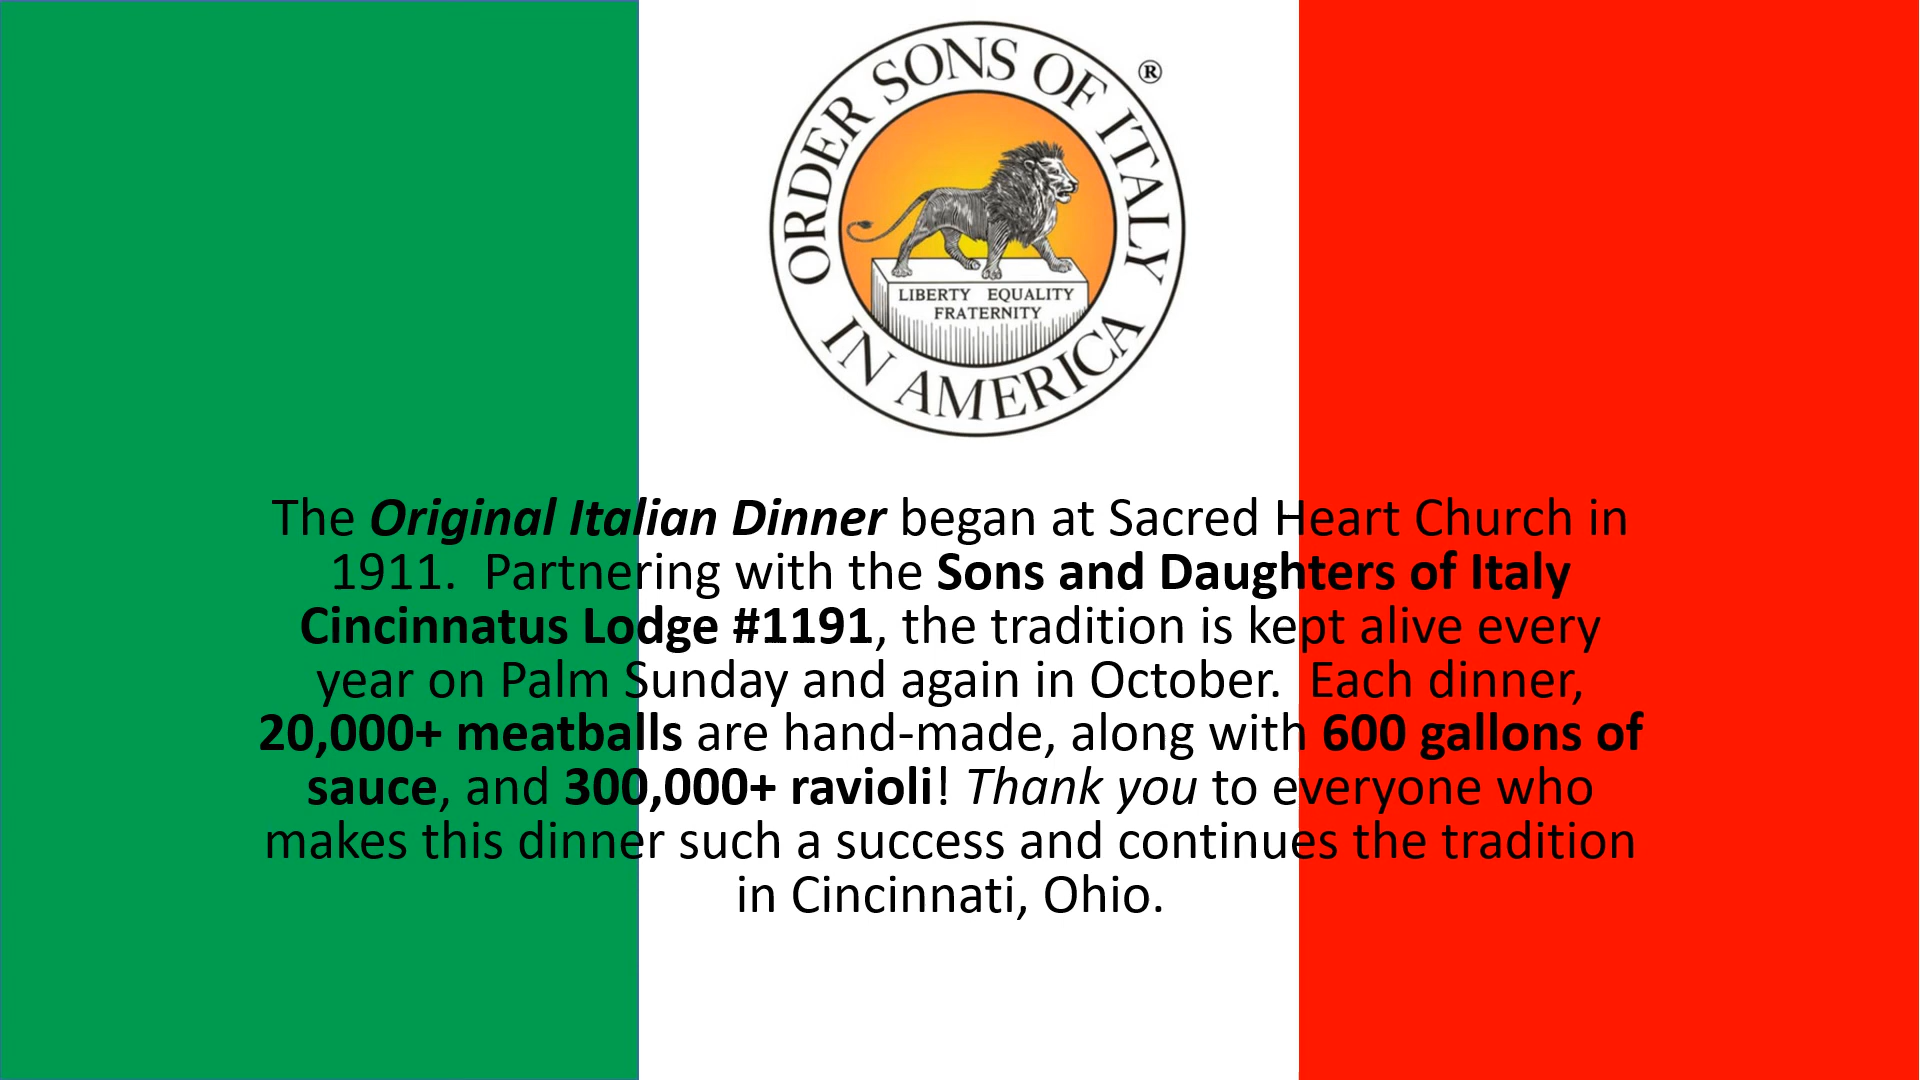 ORDER SONS OF ITALY
®
IN AMERICA
LIBERTY EQUALITY
FRATERNITY
The Original Italian Dinner began at Sacred Heart Church in
1911. Partnering with the Sons and Daughters of Italy
Cincinnatus Lodge #1191, the tradition is kept alive every
year on Palm Sunday and again in October. Each dinner,
20,000+ meatballs are hand-made, along with 600 gallons of
sauce, and 300,000+ ravioli! Thank you to everyone who
makes this dinner such a success and continues the tradition
in Cincinnati, Ohio.